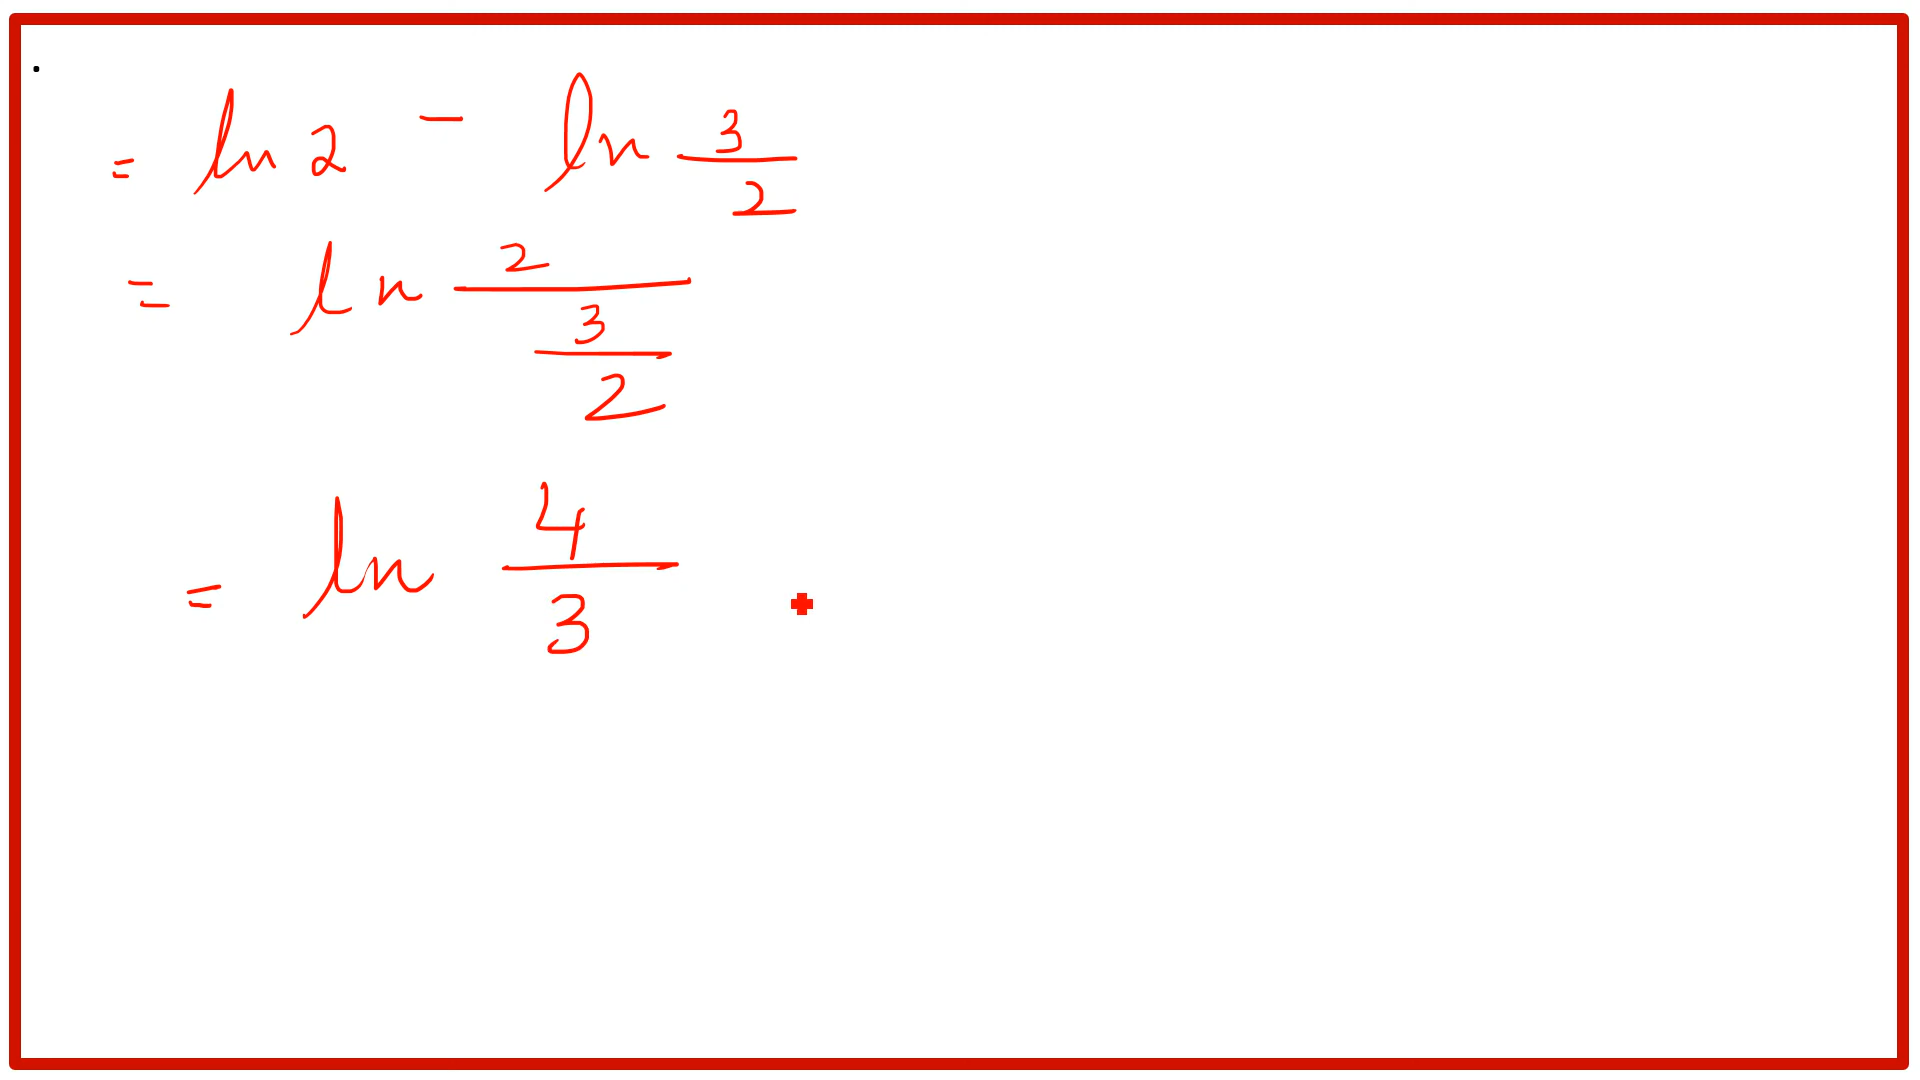 = ln 2 - ln 3/2
= ln 2/(3/2)
= ln 4/3